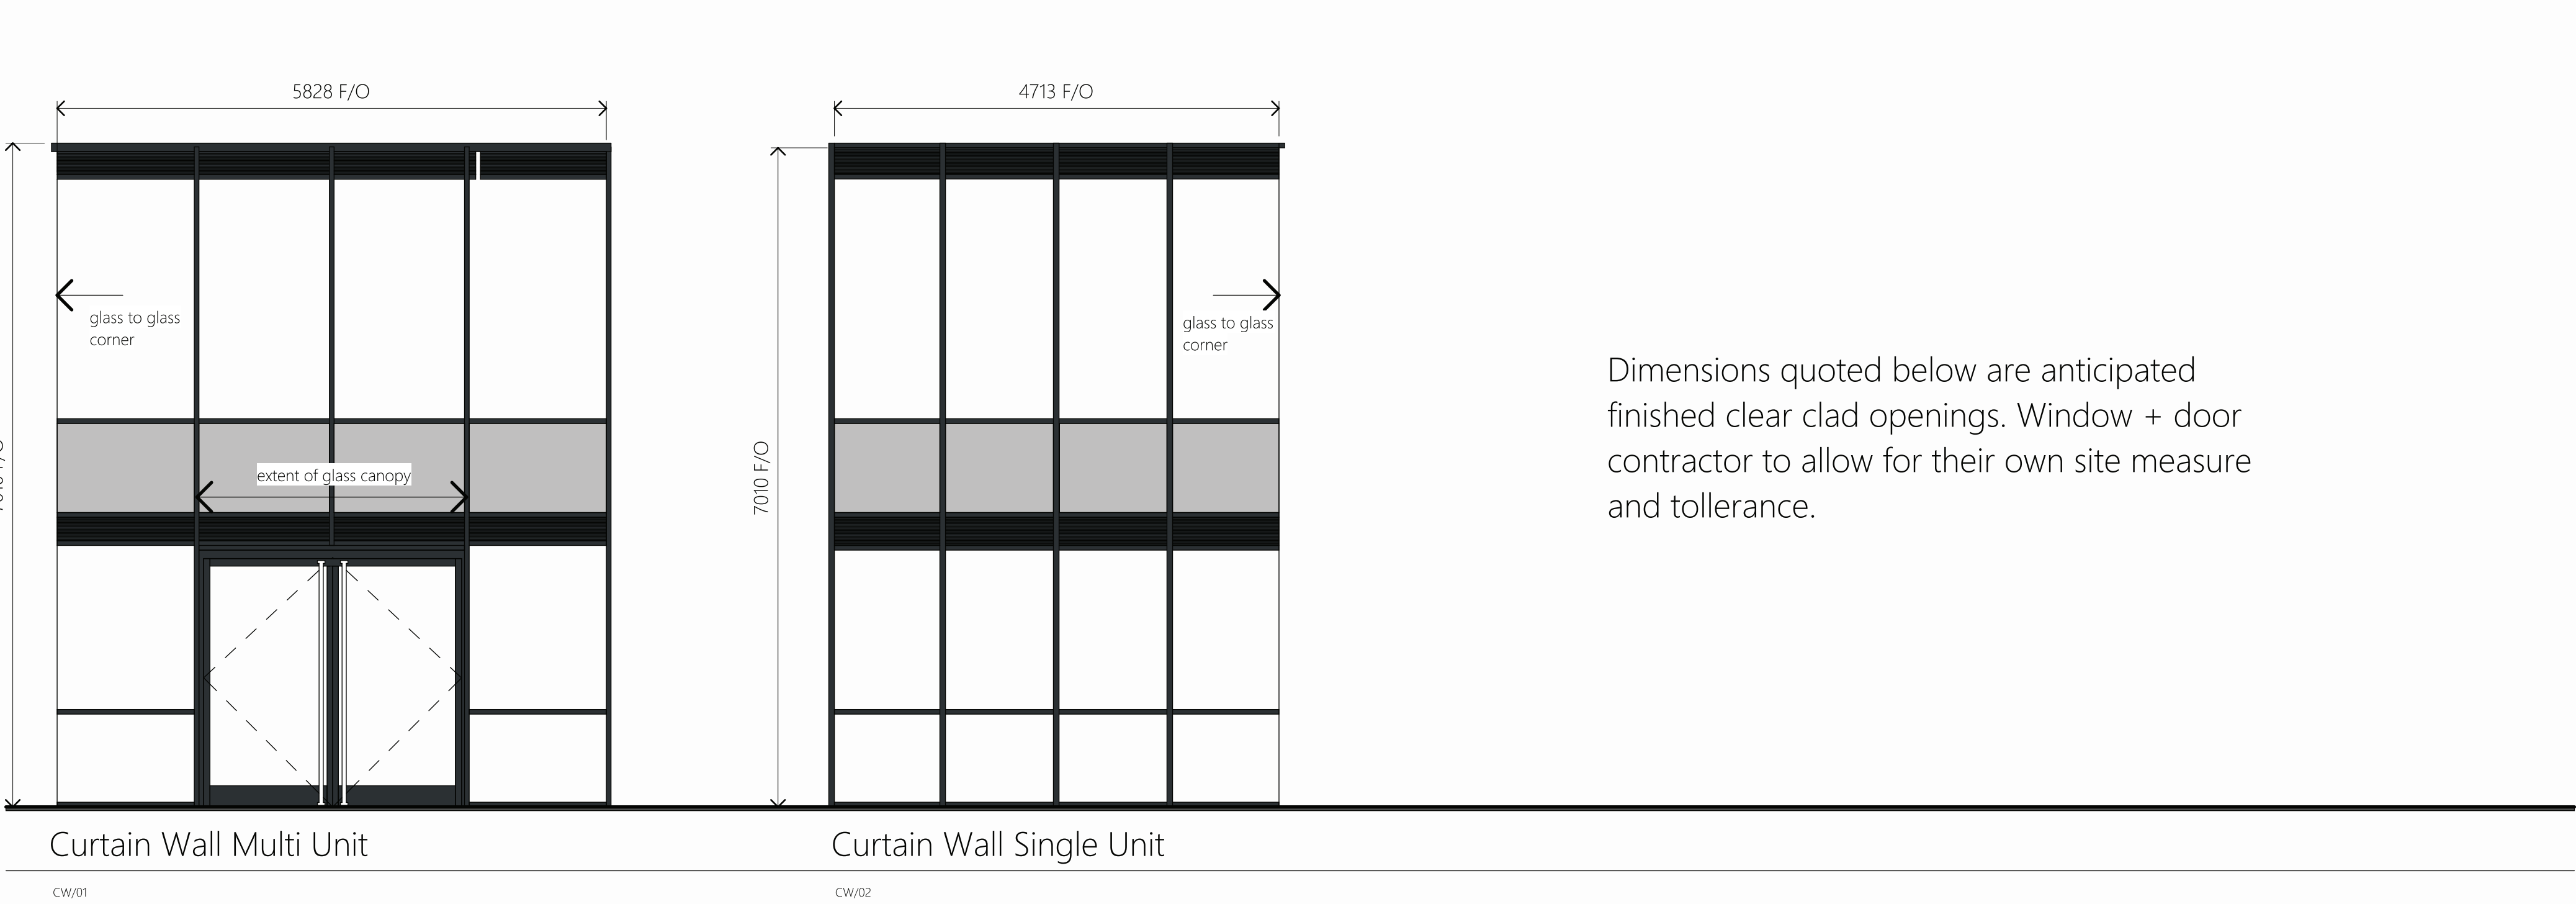 5828 F/O
4713 F/O
glass to glass
corner
glass to glass
corner
extent of glass canopy
7010 F/O
Dimensions quoted below are anticipated
finished clear clad openings. Window + door
contractor to allow for their own site measure
and tollerance.
Curtain Wall Multi Unit
Curtain Wall Single Unit
CW/01
CW/02